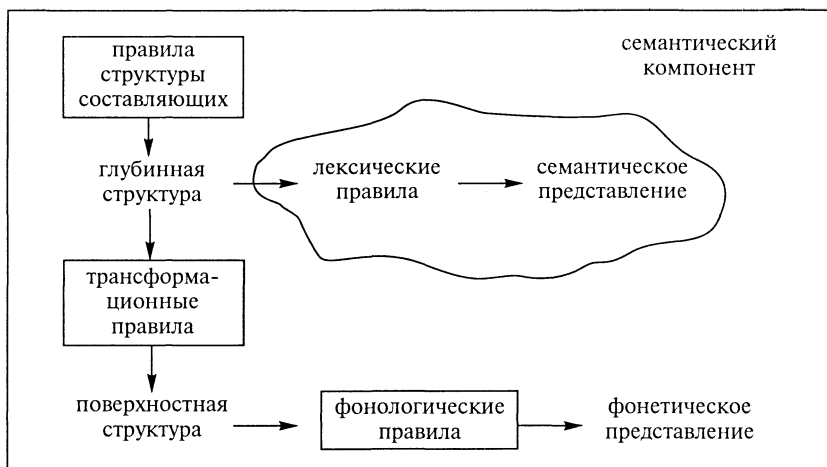 правила
структуры
составляющих
семантический
компонент
глубинная
структура
лексические
правила
семантическое
представление
трансформа-
ционные
правила
поверхностная
структура
фонологические
правила
фонетическое
представление